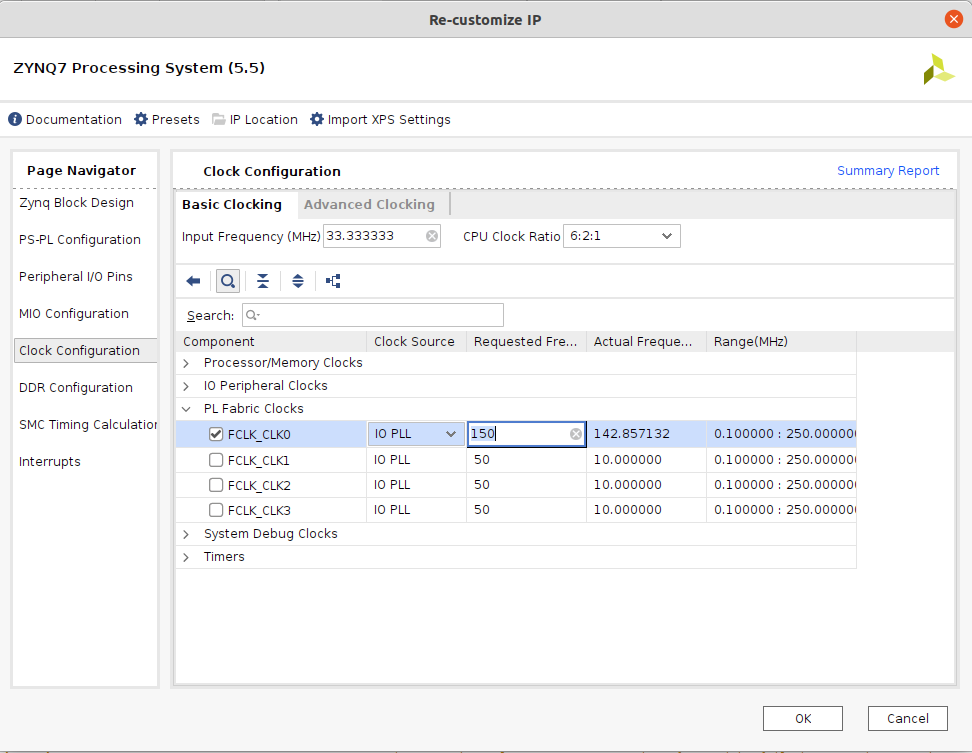 Re-customize IP
ZYNQ7 Processing System (5.5)
Documentation Presets IP Location Import XPS Settings
Page Navigator
Zynq Block Design
PS-PL Configuration
Peripheral I/O Pins
MIO Configuration
Clock Configuration
DDR Configuration
SMC Timing Calculation
Interrupts
Clock Configuration Summary Report
Basic Clocking Advanced Clocking
Input Frequency (MHz) 33.333333 CPU Clock Ratio 6:2:1
Search:
Component Clock Source Requested Fre... Actual Freque... Range(MHz)
Processor/Memory Clocks
IO Peripheral Clocks
PL Fabric Clocks
FCLK_CLK0 IO PLL 150 142.857132 0.100000 : 250.000000
FCLK_CLK1 IO PLL 50 10.000000 0.100000 : 250.000000
FCLK_CLK2 IO PLL 50 10.000000 0.100000 : 250.000000
FCLK_CLK3 IO PLL 50 10.000000 0.100000 : 250.000000
System Debug Clocks
Timers
OK Cancel